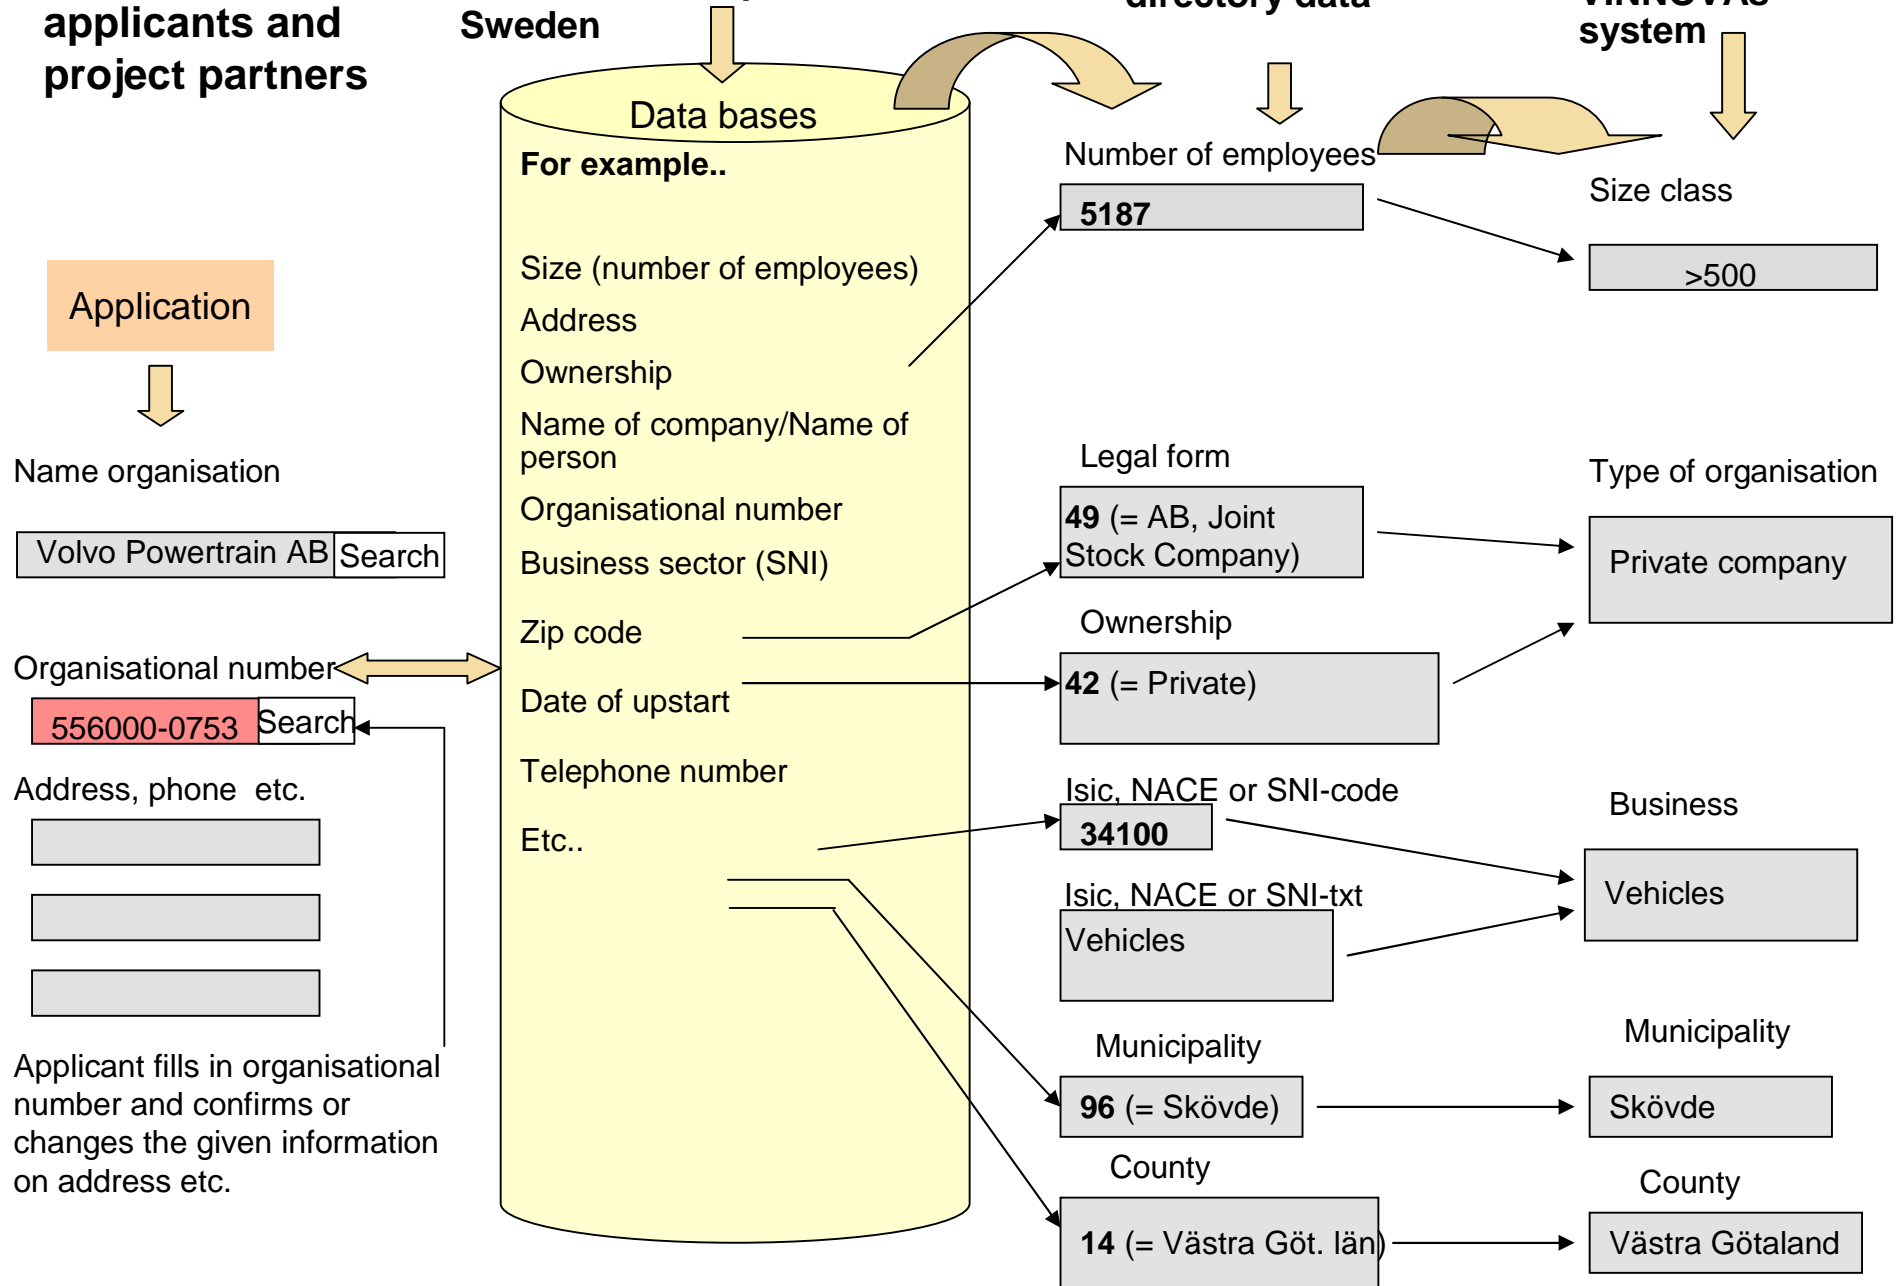 applicants and
project partners
Sweden
directory data
VINNOVAs
system
Application
Name organisation
Volvo Powertrain AB
Search
Organisational number
556000-0753
Search
Address, phone etc.
Applicant fills in organisational
number and confirms or
changes the given information
on address etc.
Data bases
For example..
Size (number of employees)
Address
Ownership
Name of company/Name of
person
Organisational number
Business sector (SNI)
Zip code
Date of upstart
Telephone number
Etc..
Number of employees
5187
Legal form
49 (= AB, Joint
Stock Company)
Ownership
42 (= Private)
Isic, NACE or SNI-code
34100
Isic, NACE or SNI-txt
Vehicles
Municipality
96 (= Skövde)
County
14 (= Västra Göt. län)
Size class
>500
Type of organisation
Private company
Business
Vehicles
Municipality
Skövde
County
Västra Götaland